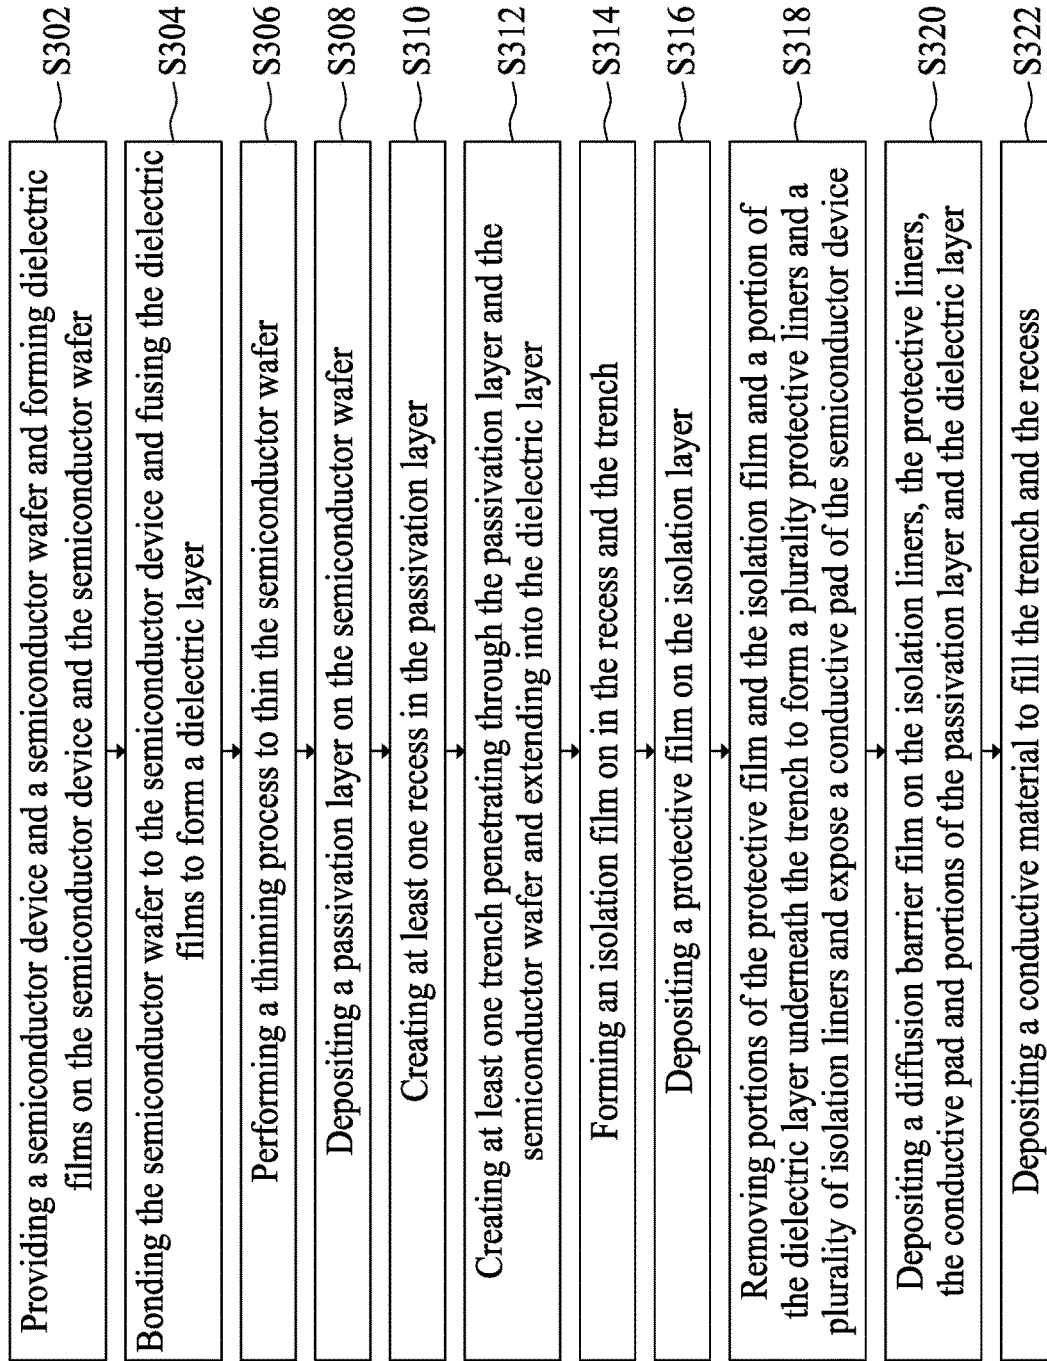 Providing a semiconductor device and a semiconductor wafer and forming dielectric
films on the semiconductor device and the semiconductor wafer
S302
Bonding the semiconductor wafer to the semiconductor device and fusing the dielectric
films to form a dielectric layer
S304
Performing a thinning process to thin the semiconductor wafer
S306
Depositing a passivation layer on the semiconductor wafer
S308
Creating at least one recess in the passivation layer
S310
Creating at least one trench penetrating through the passivation layer and the
semiconductor wafer and extending into the dielectric layer
S312
Forming an isolation film on in the recess and the trench
S314
Depositing a protective film on the isolation layer
S316
Removing portions of the protective film and the isolation film and a portion of
the dielectric layer underneath the trench to form a plurality protective liners and a
plurality of isolation liners and expose a conductive pad of the semiconductor device
S318
Depositing a diffusion barrier film on the isolation liners, the protective liners,
the conductive pad and portions of the passivation layer and the dielectric layer
S320
Depositing a conductive material to fill the trench and the recess
S322